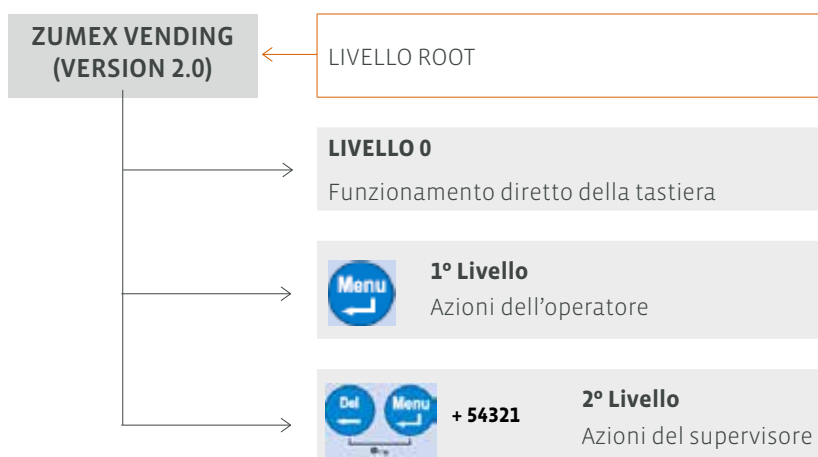 ZUMEX VENDING
(VERSION 2.0)
LIVELLO ROOT
LIVELLO 0
Funzionamento diretto della tastiera
Menu
1º Livello
Azioni dell’operatore
Del
Menu
+ 54321
2º Livello
Azioni del supervisore